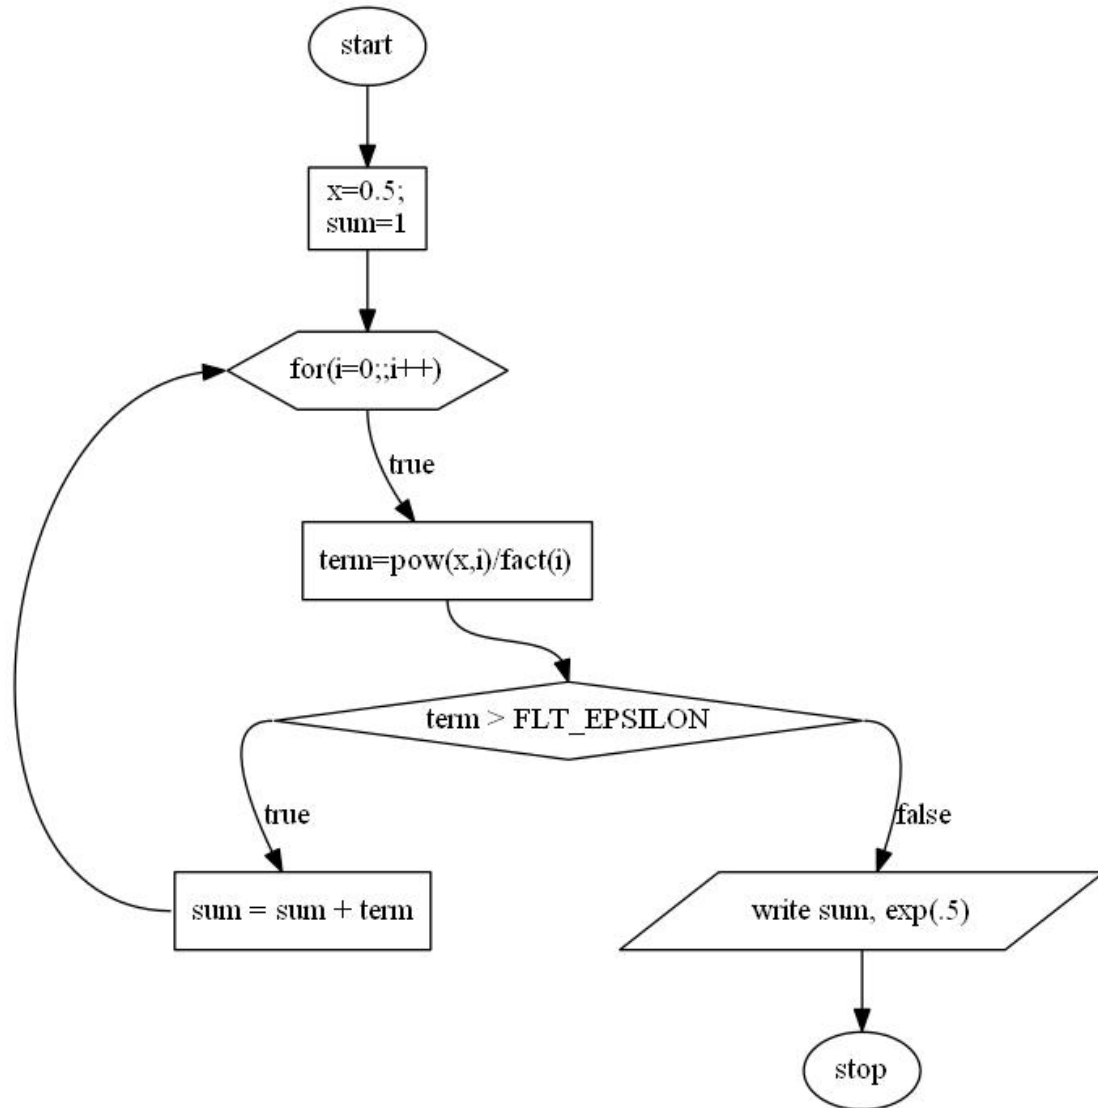 start
x=0.5;
sum=1
for(i=0;;i++)
true
term=pow(x,i)/fact(i)
term > FLT_EPSILON
true
false
sum = sum + term
write sum, exp(.5)
stop